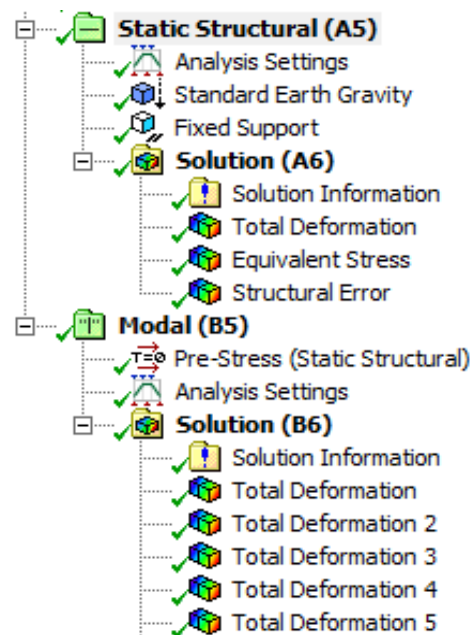 Static Structural (A5)
Analysis Settings
Standard Earth Gravity
Fixed Support
Solution (A6)
Solution Information
Total Deformation
Equivalent Stress
Structural Error
Modal (B5)
T=0 Pre-Stress (Static Structural)
Analysis Settings
Solution (B6)
Solution Information
Total Deformation
Total Deformation 2
Total Deformation 3
Total Deformation 4
Total Deformation 5